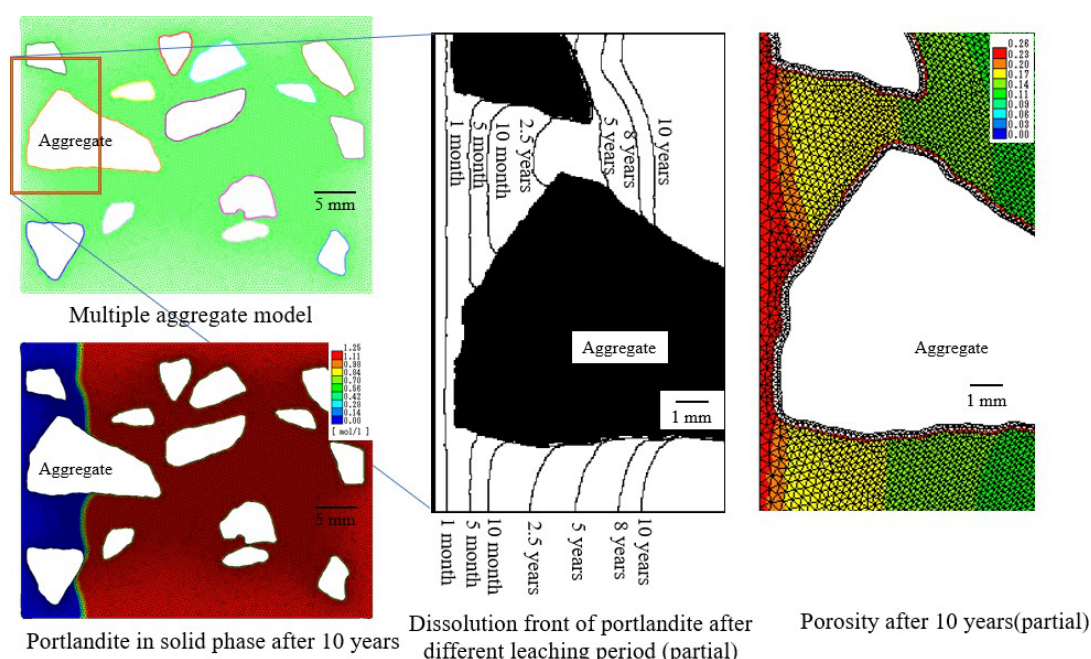 Aggregate
5 mm
Multiple aggregate model
1.25
1.11
0.98
0.84
0.70
0.56
0.42
0.28
0.14
0.00
[ mol/l ]
Aggregate
5 mm
Portlandite in solid phase after 10 years
1 month
5 month
10 month
2.5 years
5 years
8 years
10 years
Aggregate
1 mm
1 month
5 month
10 month
2.5 years
5 years
8 years
10 years
Dissolution front of portlandite after
different leaching period (partial)
0.26
0.23
0.20
0.17
0.14
0.11
0.09
0.06
0.03
0.00
Aggregate
1 mm
Porosity after 10 years(partial)